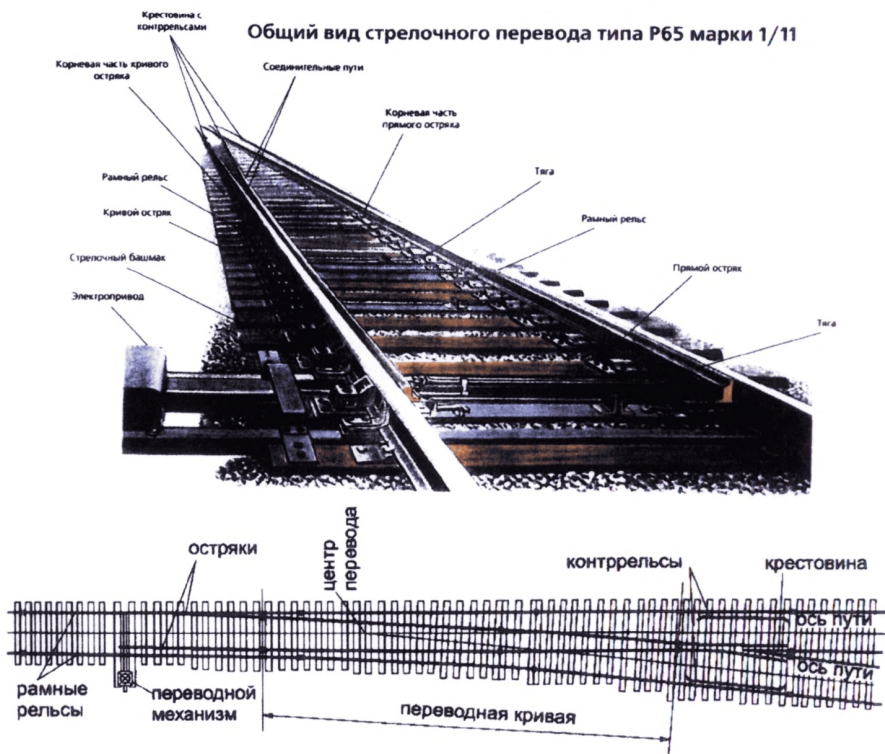 Общий вид стрелочного перевода типа Р65 марки 1/11
Крестовина с
контррельсами
Корневая часть кривого
остряка
Соединительные пути
Корневая часть
прямого остряка
Рамный рельс
Кривой остряк
Стрелочный башмак
Электропривод
Тяга
Рамный рельс
Прямой остряк
Тяга
остряки
центр
перевода
контррельсы
крестовина
ось пути
ось пути
рамные
рельсы
переводной
механизм
переводная кривая